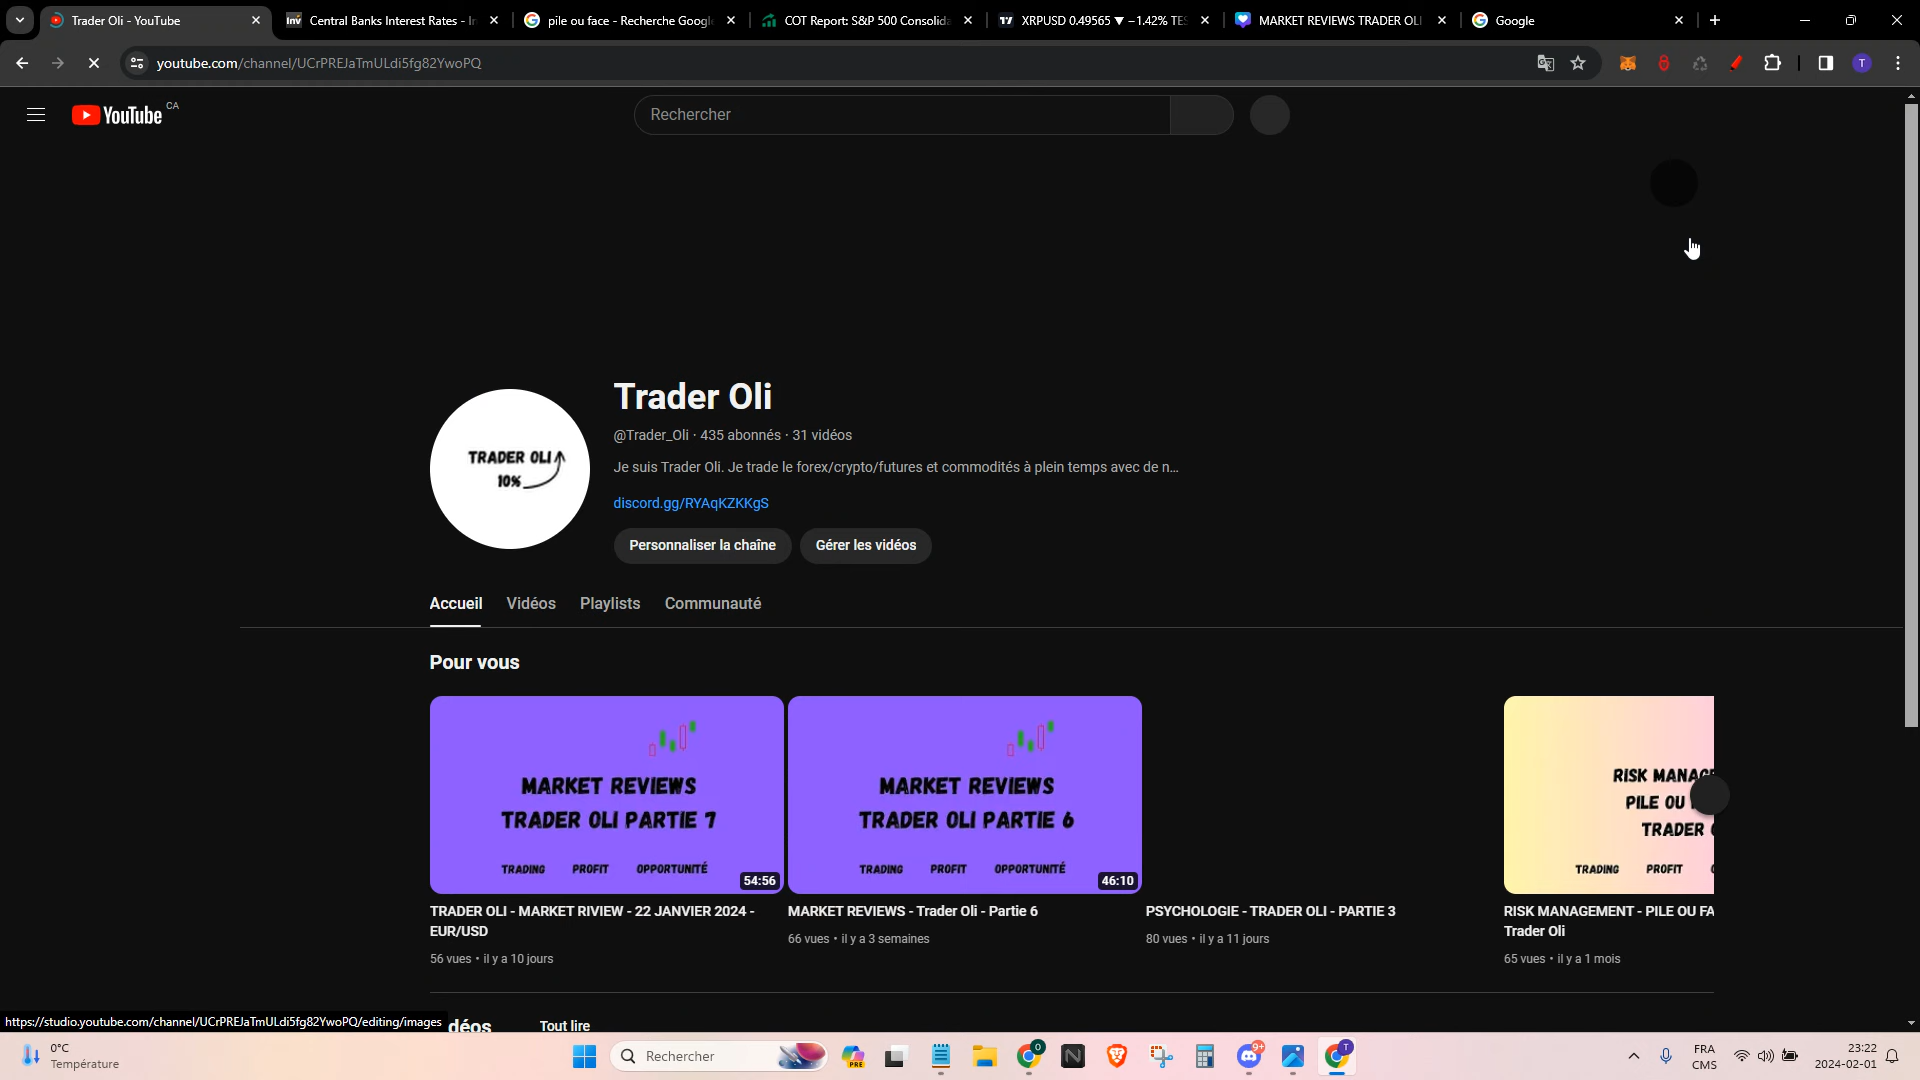 Trader Oli - YouTube
Central Banks Interest Rates - In
pile ou face - Recherche Google
COT Report: S&P 500 Consolida
XRPUSD 0.49565 ▼ −1.42% TES
MARKET REVIEWS TRADER OLI
Google
youtube.com/channel/UCrPREJaTmULdi5fg82YwoPQ
T
YouTube CA
Rechercher
TRADER OLI
10%
Trader Oli
@Trader_Oli · 435 abonnés · 31 vidéos
Je suis Trader Oli. Je trade le forex/crypto/futures et commodités à plein temps avec de n...
discord.gg/RYAqKZKKgS
Personnaliser la chaîne
Gérer les vidéos
Accueil
Vidéos
Playlists
Communauté
Pour vous
MARKET REVIEWS
TRADER OLI PARTIE 7
TRADING PROFIT OPPORTUNITÉ
54:56
TRADER OLI - MARKET RIVIEW - 22 JANVIER 2024 -
EUR/USD
56 vues • il y a 10 jours
MARKET REVIEWS
TRADER OLI PARTIE 6
TRADING PROFIT OPPORTUNITÉ
46:10
MARKET REVIEWS - Trader Oli - Partie 6
66 vues • il y a 3 semaines
PSYCHOLOGIE - TRADER OLI - PARTIE 3
80 vues • il y a 11 jours
RISK MANAG
PILE OU
TRADER
TRADING PROFIT
RISK MANAGEMENT - PILE OU FA
Trader Oli
65 vues • il y a 1 mois
https://studio.youtube.com/channel/UCrPREJaTmULdi5fg82YwoPQ/editing/images
déos
Tout lire
0°C
Température
Rechercher
PRE
O
9+
T
FRA
CMS
23:22
2024-02-01